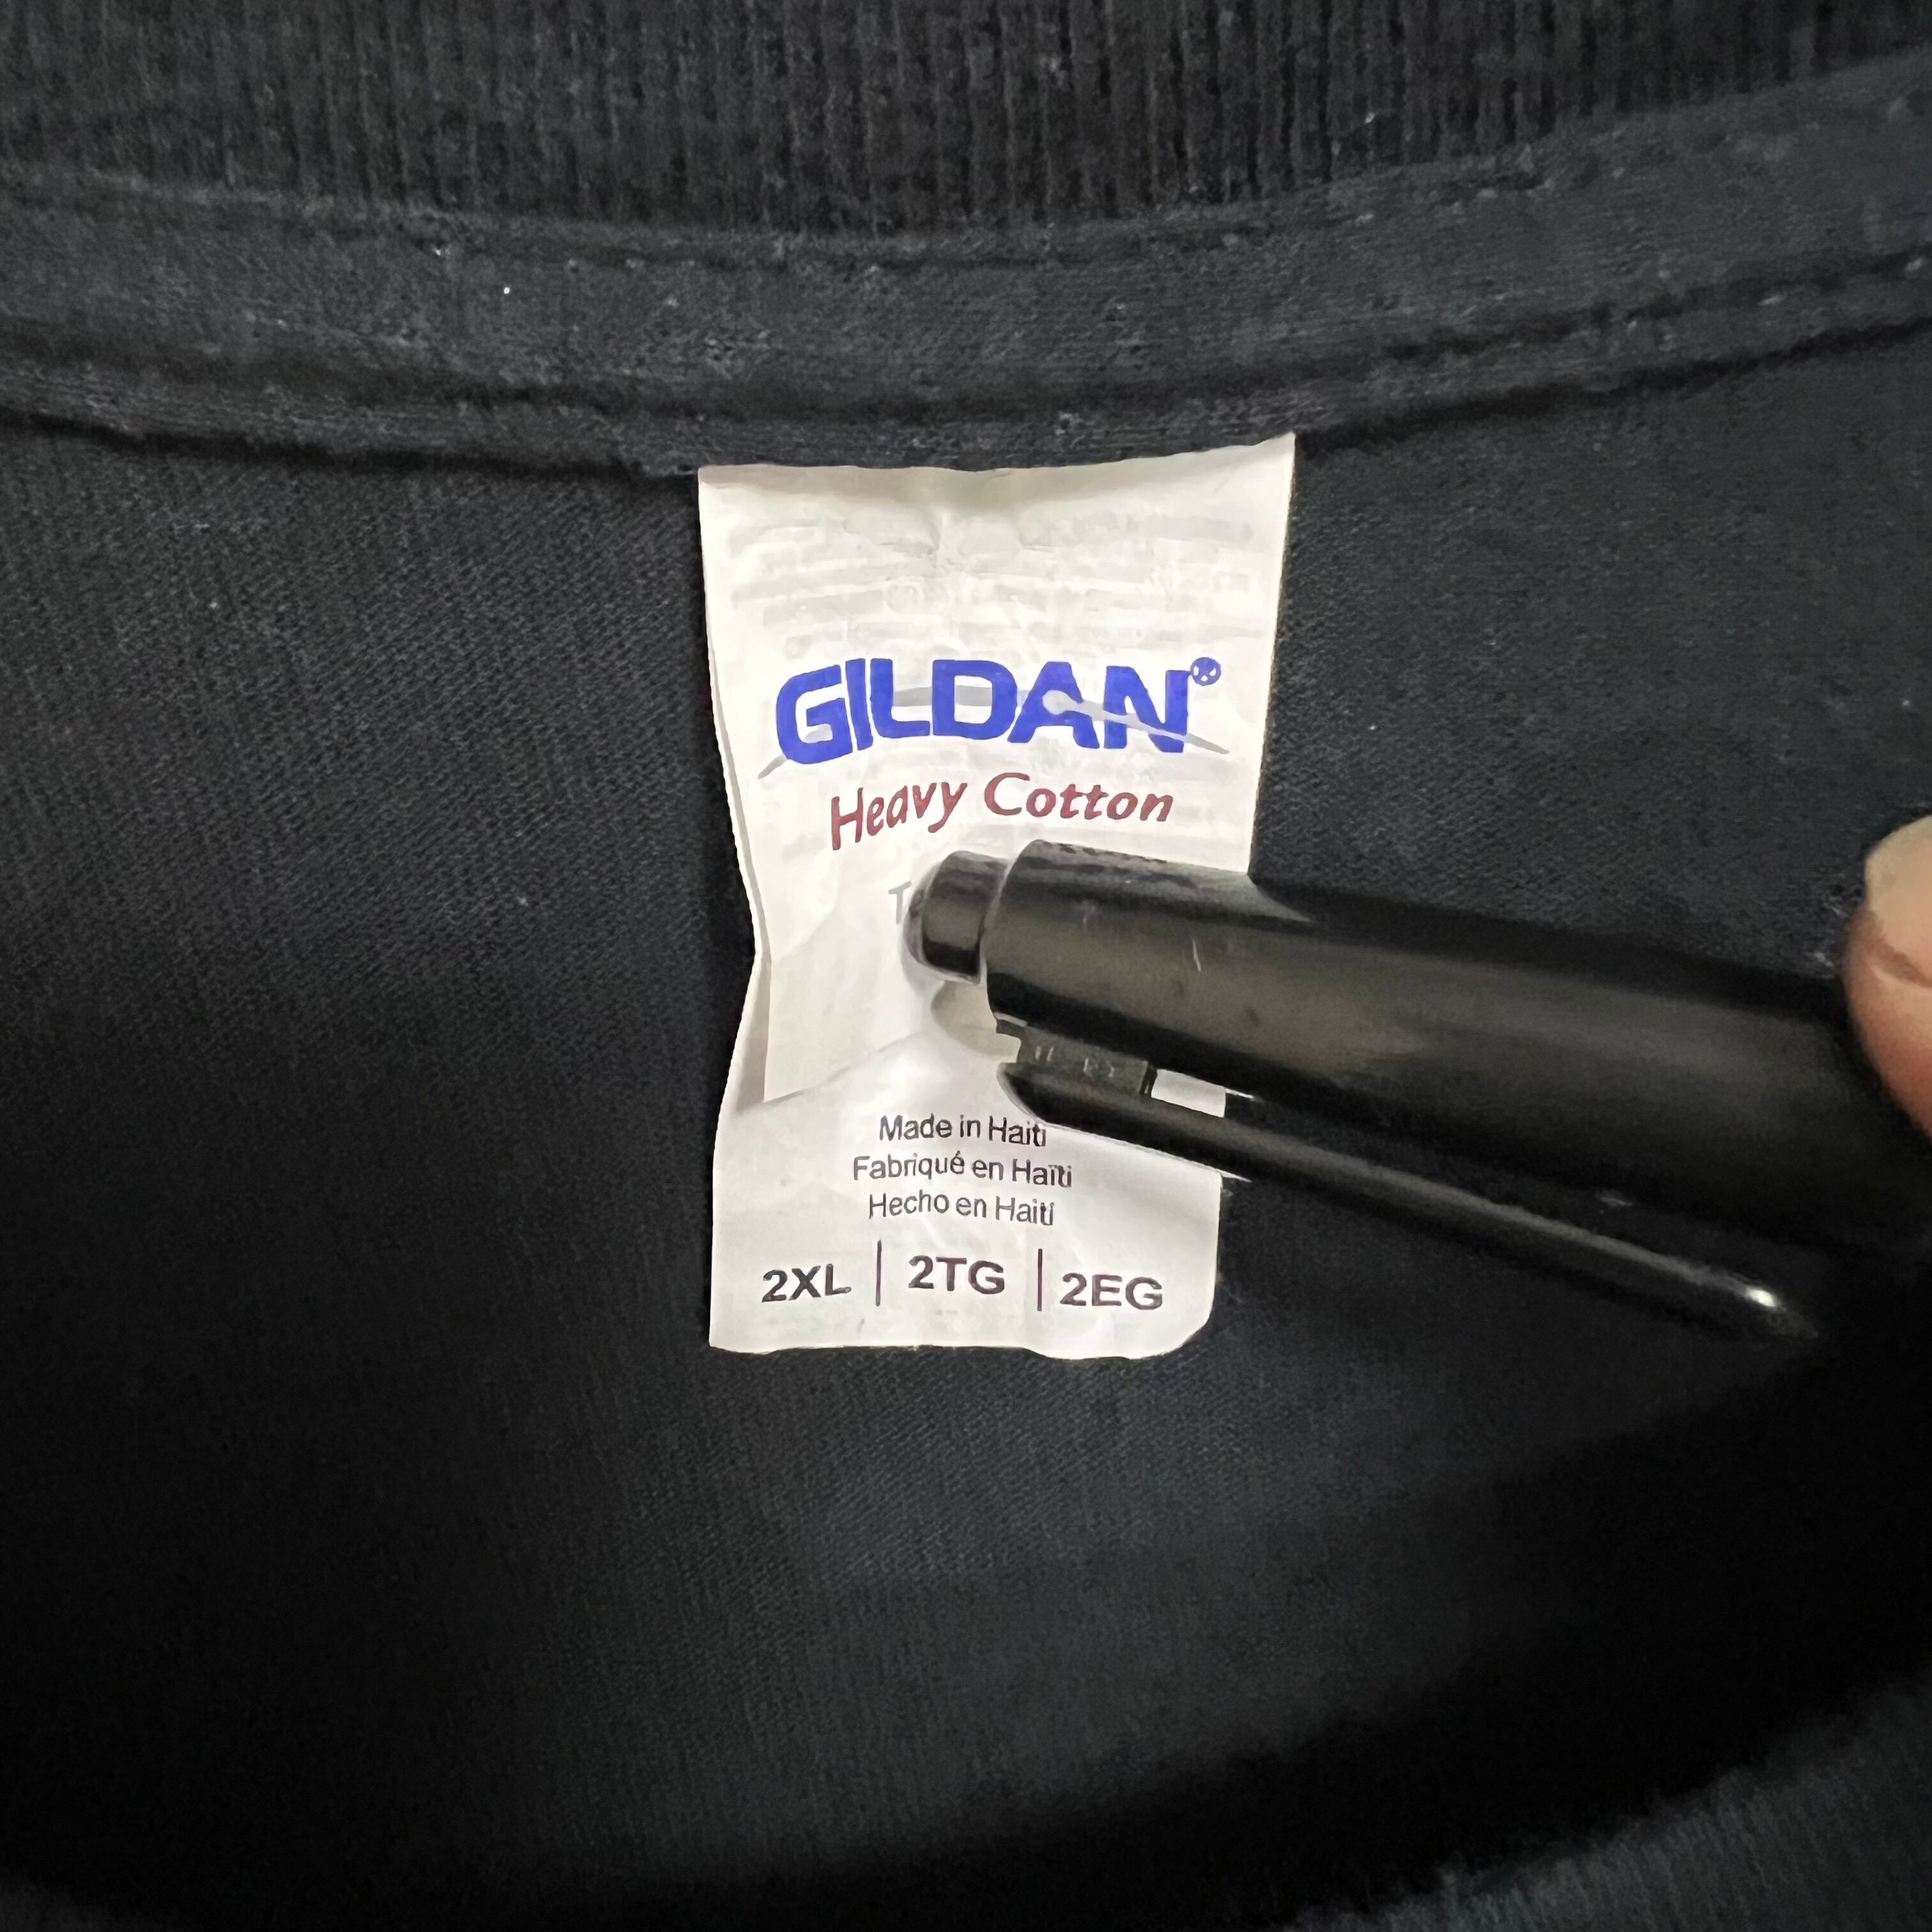 GILDAN
Heavy Cotton
Made in Haiti
Fabriqué en Haïti
Hecho en Haití
2XL | 2TG | 2EG